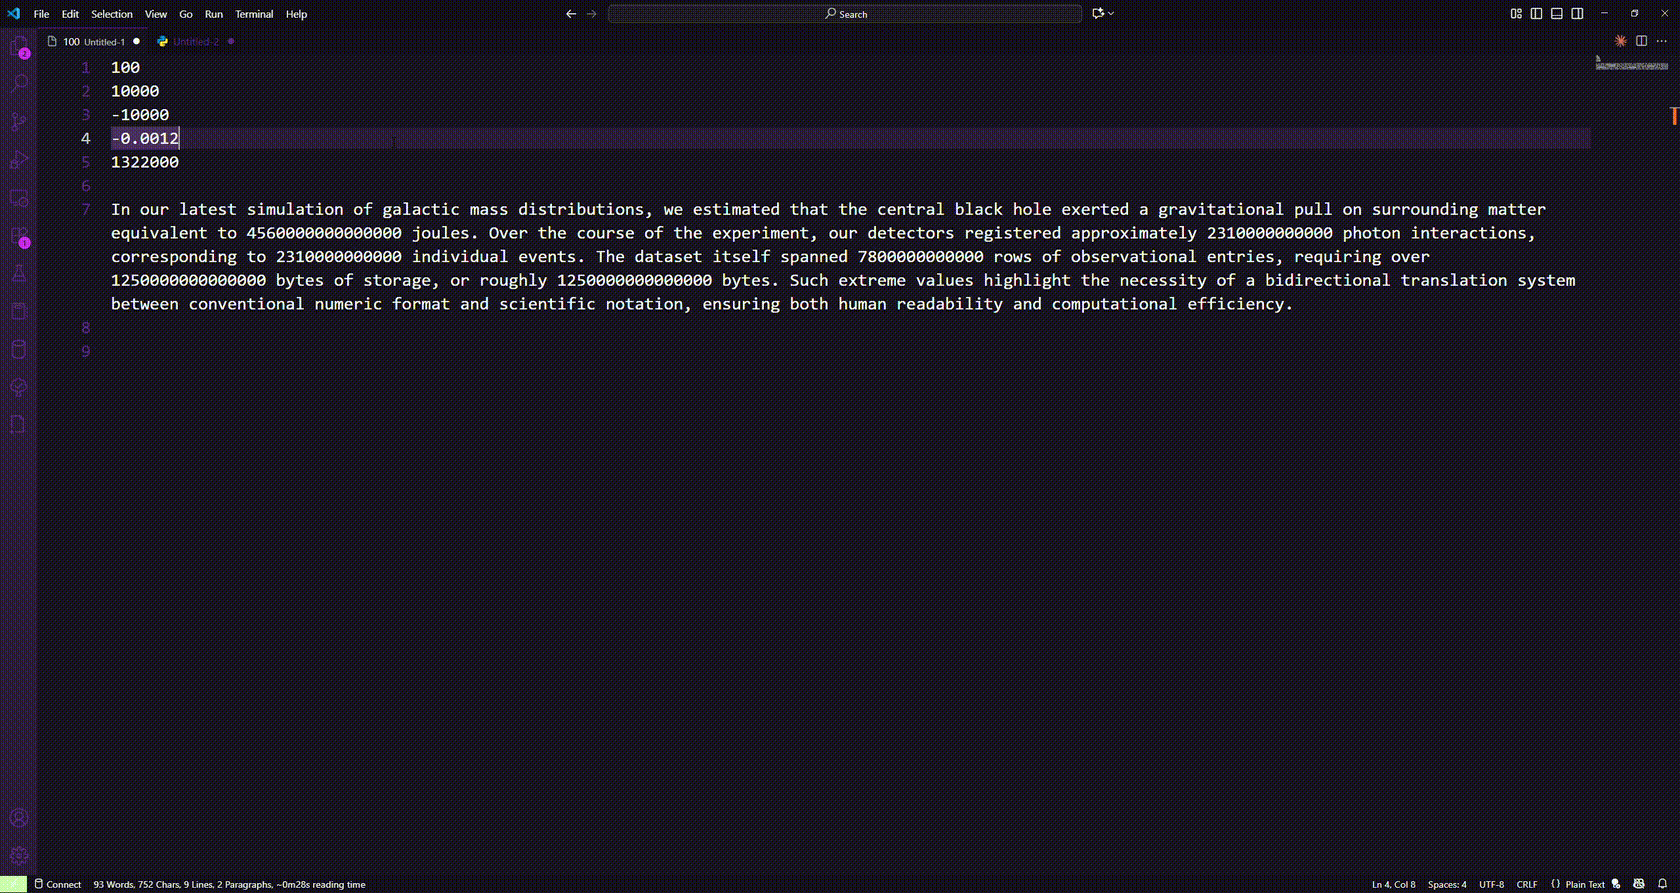 File Edit Selection View Go Run Terminal Help
Search
100 Untitled-1
Untitled-2
2
1
1 100
2 10000
3 -10000
4 -0.0012
5 1322000
6
7 In our latest simulation of galactic mass distributions, we estimated that the central black hole exerted a gravitational pull on surrounding matter
equivalent to 4560000000000000 joules. Over the course of the experiment, our detectors registered approximately 2310000000000 photon interactions,
corresponding to 2310000000000 individual events. The dataset itself spanned 7800000000000 rows of observational entries, requiring over
1250000000000000 bytes of storage, or roughly 1250000000000000 bytes. Such extreme values highlight the necessity of a bidirectional translation system
between conventional numeric format and scientific notation, ensuring both human readability and computational efficiency.
8
9
Connect 93 Words, 752 Chars, 9 Lines, 2 Paragraphs, ~0m28s reading time
Ln 4, Col 8 Spaces: 4 UTF-8 CRLF {} Plain Text